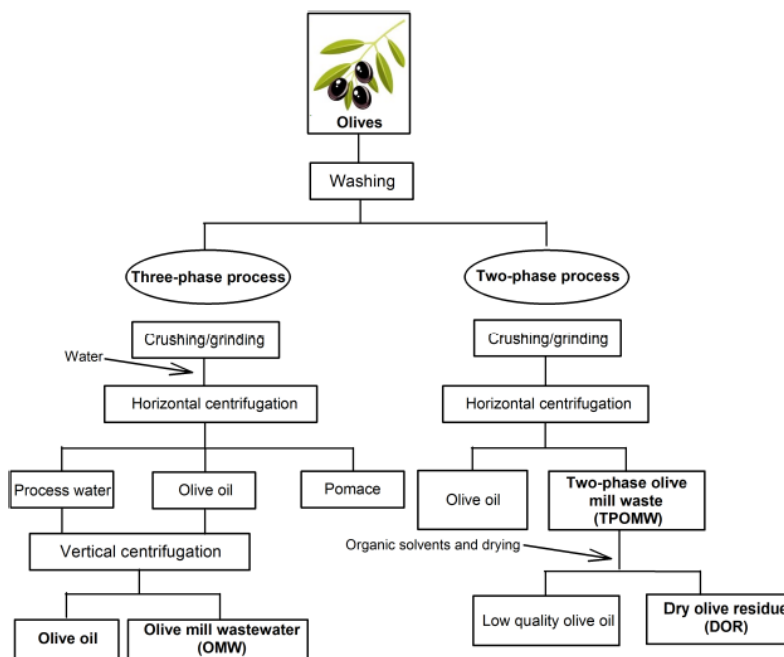 Olives
Washing
Three-phase process
Two-phase process
Crushing/grinding
Crushing/grinding
Water
Horizontal centrifugation
Horizontal centrifugation
Process water
Olive oil
Pomace
Olive oil
Two-phase olive
mill waste
(TPOMW)
Vertical centrifugation
Organic solvents and drying
Olive oil
Olive mill wastewater
(OMW)
Low quality olive oil
Dry olive residue
(DOR)